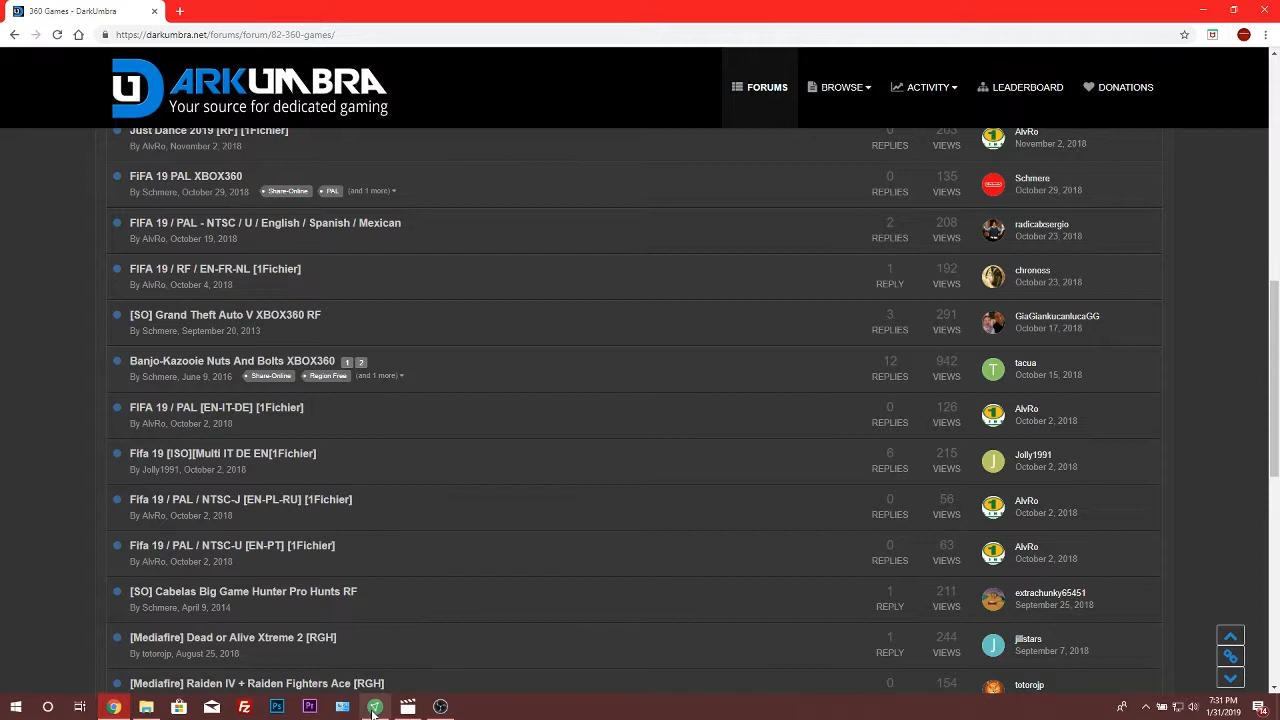 360 Games - DarkUmbra
https://darkumbra.net/forums/forum/82-360-games/
DARKUMBRA
Your source for dedicated gaming
FORUMS
BROWSE
ACTIVITY
LEADERBOARD
DONATIONS
Just Dance 2019 [RF] [1Fichier]
By AlvRo, November 2, 2018
0 203
REPLIES VIEWS
AlvRo
November 2, 2018
FiFA 19 PAL XBOX360
By Schmere, October 29, 2018 Share-Online PAL (and 1 more)
0 135
REPLIES VIEWS
Schmere
October 29, 2018
FIFA 19 / PAL - NTSC / U / English / Spanish / Mexican
By AlvRo, October 19, 2018
2 208
REPLIES VIEWS
radicalxsergio
October 23, 2018
FIFA 19 / RF / EN-FR-NL [1Fichier]
By AlvRo, October 4, 2018
1 192
REPLY VIEWS
chronoss
October 23, 2018
[SO] Grand Theft Auto V XBOX360 RF
By Schmere, September 20, 2013
3 291
REPLIES VIEWS
GiaGiankucanlucaGG
October 17, 2018
Banjo-Kazooie Nuts And Bolts XBOX360 1 2
By Schmere, June 9, 2016 Share-Online Region Free (and 1 more)
12 942
REPLIES VIEWS
T
tacua
October 15, 2018
FIFA 19 / PAL [EN-IT-DE] [1Fichier]
By AlvRo, October 2, 2018
0 126
REPLIES VIEWS
AlvRo
October 2, 2018
Fifa 19 [ISO][Multi IT DE EN[1Fichier]
By Jolly1991, October 2, 2018
6 215
REPLIES VIEWS
J
Jolly1991
October 2, 2018
Fifa 19 / PAL / NTSC-J [EN-PL-RU] [1Fichier]
By AlvRo, October 2, 2018
0 56
REPLIES VIEWS
AlvRo
October 2, 2018
Fifa 19 / PAL / NTSC-U [EN-PT] [1Fichier]
By AlvRo, October 2, 2018
0 63
REPLIES VIEWS
AlvRo
October 2, 2018
[SO] Cabelas Big Game Hunter Pro Hunts RF
By Schmere, April 9, 2014
1 211
REPLY VIEWS
extrachunky65451
September 25, 2018
[Mediafire] Dead or Alive Xtreme 2 [RGH]
By totorojp, August 25, 2018
1 244
REPLY VIEWS
J
jillstars
September 7, 2018
[Mediafire] Raiden IV + Raiden Fighters Ace [RGH]
0 154
totorojp
Fz Ps Pr
7:31 PM
1/31/2019
14